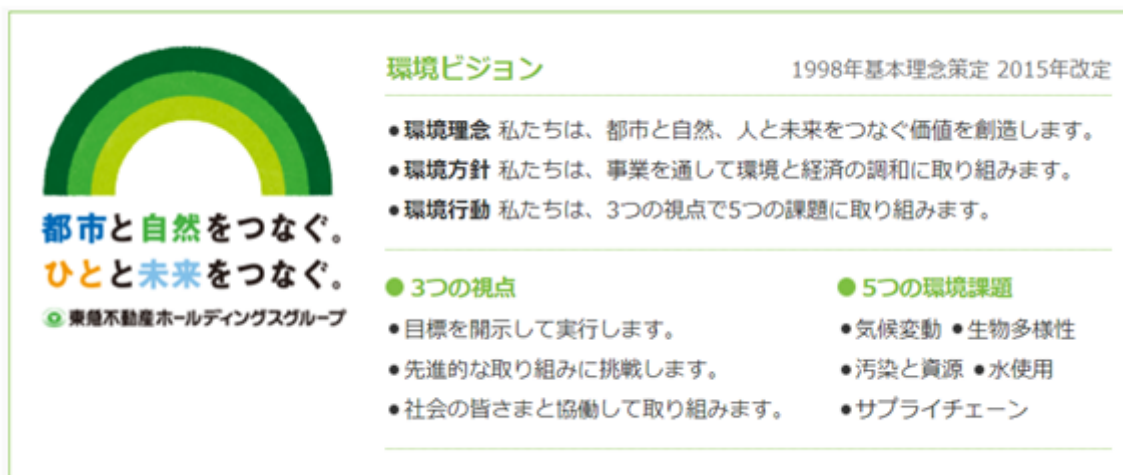 都市と自然をつなぐ。
ひとと未来をつなぐ。
東急不動産ホールディングスグループ
環境ビジョン 1998年基本理念策定 2015年改定
●環境理念 私たちは、都市と自然、人と未来をつなぐ価値を創造します。
●環境方針 私たちは、事業を通して環境と経済の調和に取り組みます。
●環境行動 私たちは、3つの視点で5つの課題に取り組みます。
●3つの視点
●目標を開示して実行します。
●先進的な取り組みに挑戦します。
●社会の皆さまと協働して取り組みます。
●5つの環境課題
●気候変動 ●生物多様性
●汚染と資源 ●水使用
●サプライチェーン